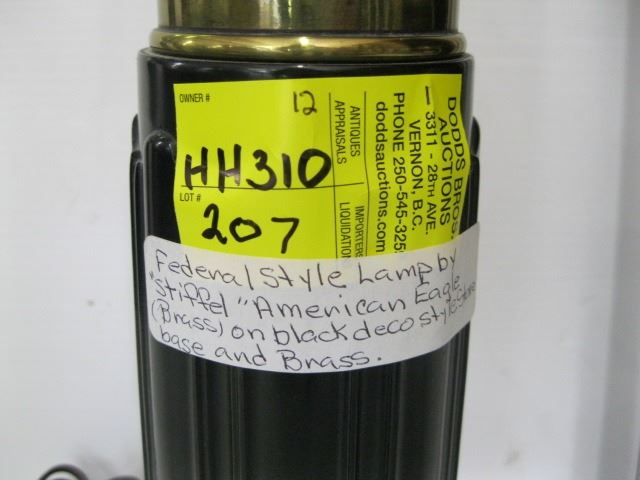 OWNER #
12
HH310
LOT #
207
ANTIQUES
APPRAISALS
IMPORTERS
LIQUIDATION
DODDS BROS.
AUCTIONS
3311 - 28TH AVE.
VERNON, B.C.
PHONE 250-545-325
doddsauctions.com
Federal Style Lamp by
"Stiffel" American Eagle
(Brass) on black deco style
base and Brass.